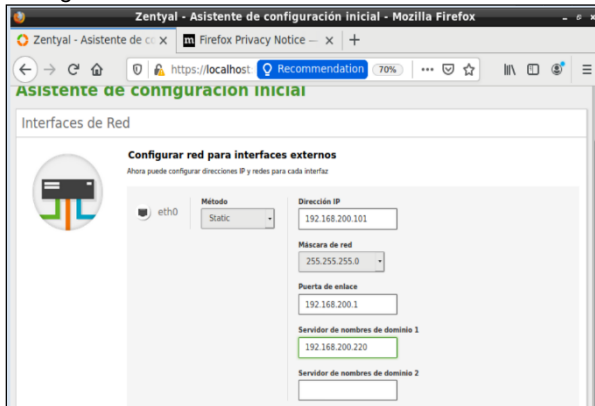 Zentyal - Asistente de configuración inicial - Mozilla Firefox
Zentyal - Asistente de co
Firefox Privacy Notice —
https://localhost
Recommendation
70%
Asistente de configuración inicial
Interfaces de Red
Configurar red para interfaces externos
Ahora puede configurar direcciones IP y redes para cada interfaz
eth0
Método
Static
Dirección IP
192.168.200.101
Máscara de red
255.255.255.0
Puerta de enlace
192.168.200.1
Servidor de nombres de dominio 1
192.168.200.220
Servidor de nombres de dominio 2